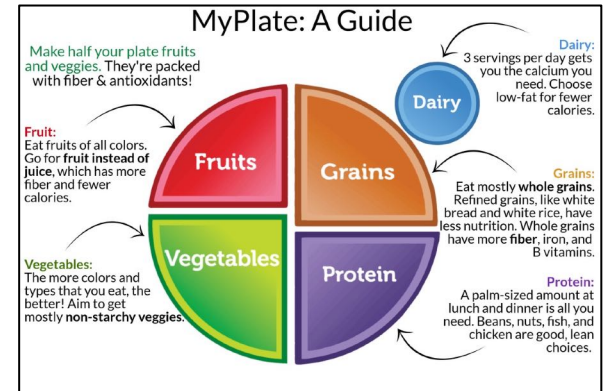 MyPlate: A Guide
Make half your plate fruits
and veggies. They're packed
with fiber & antioxidants!
Dairy:
3 servings per day gets
you the calcium you
need. Choose
low-fat for fewer
calories.
Dairy
Fruit:
Eat fruits of all colors.
Go for fruit instead of
juice, which has more
fiber and fewer
calories.
Fruits
Grains
Grains:
Eat mostly whole grains.
Refined grains, like white
bread and white rice, have
less nutrition. Whole grains
have more fiber, iron, and
B vitamins.
Vegetables:
The more colors and
types that you eat, the
better! Aim to get
mostly non-starchy veggies.
Vegetables
Protein
Protein:
A palm-sized amount at
lunch and dinner is all you
need. Beans, nuts, fish, and
chicken are good, lean
choices.